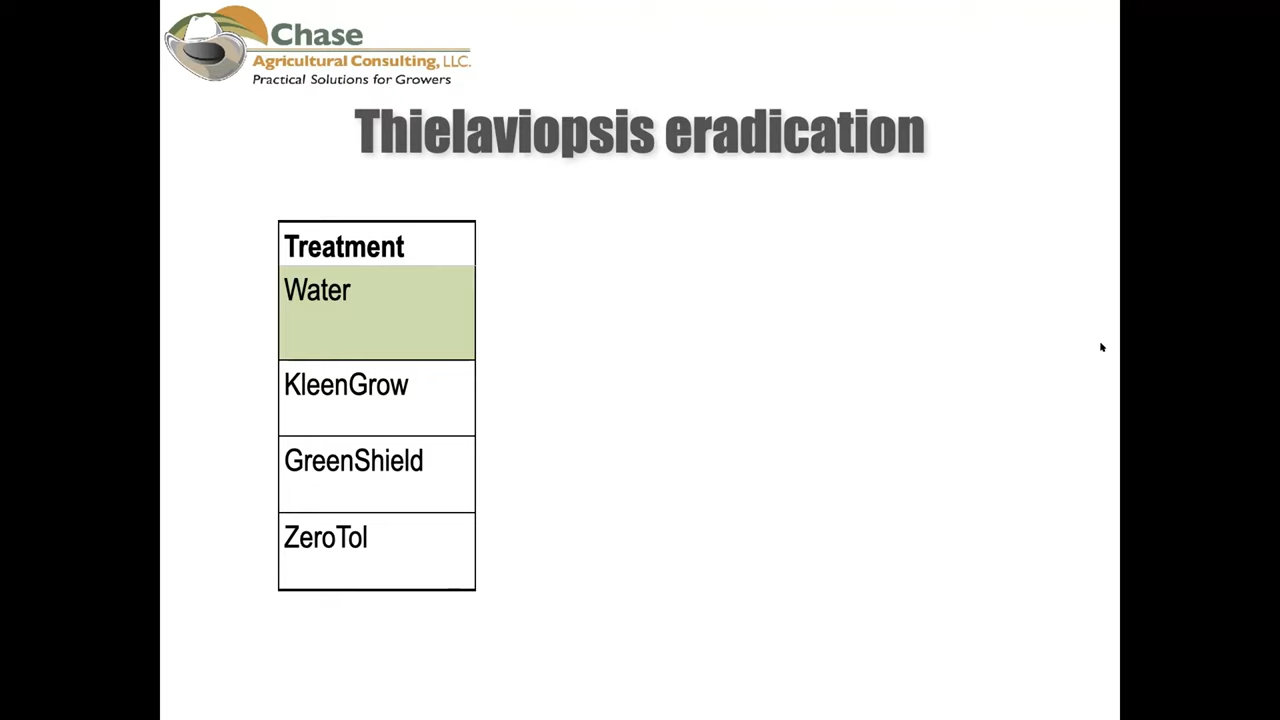 Chase
Agricultural Consulting, LLC.
Practical Solutions for Growers
Thielaviopsis eradication
Treatment
Water
KleenGrow
GreenShield
ZeroTol